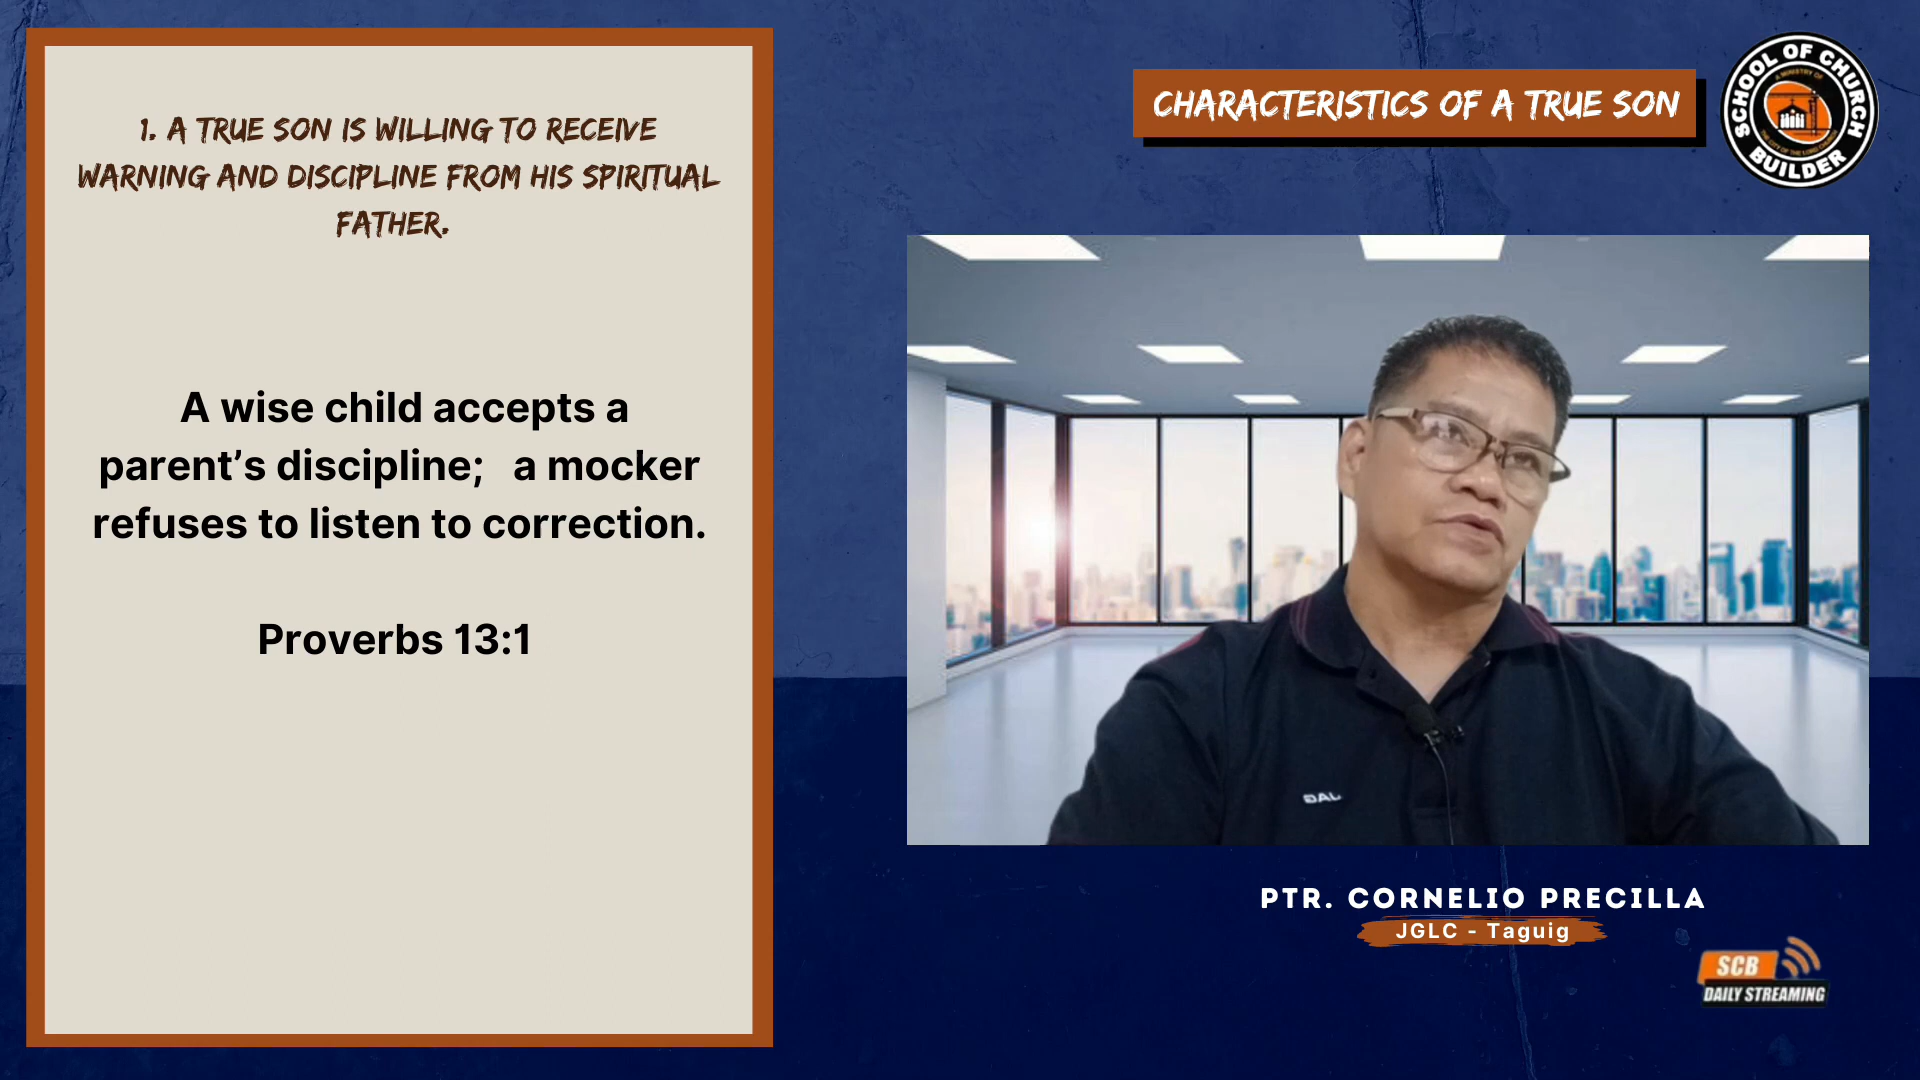 1. A TRUE SON IS WILLING TO RECEIVE
WARNING AND DISCIPLINE FROM HIS SPIRITUAL
FATHER.
A wise child accepts a
parent’s discipline; a mocker
refuses to listen to correction.
Proverbs 13:1
CHARACTERISTICS OF A TRUE SON
SCHOOL OF CHURCH
BUILDER
A MINISTRY OF
PTR. CORNELIO PRECILLA
JGLC - Taguig
SCB
DAILY STREAMING